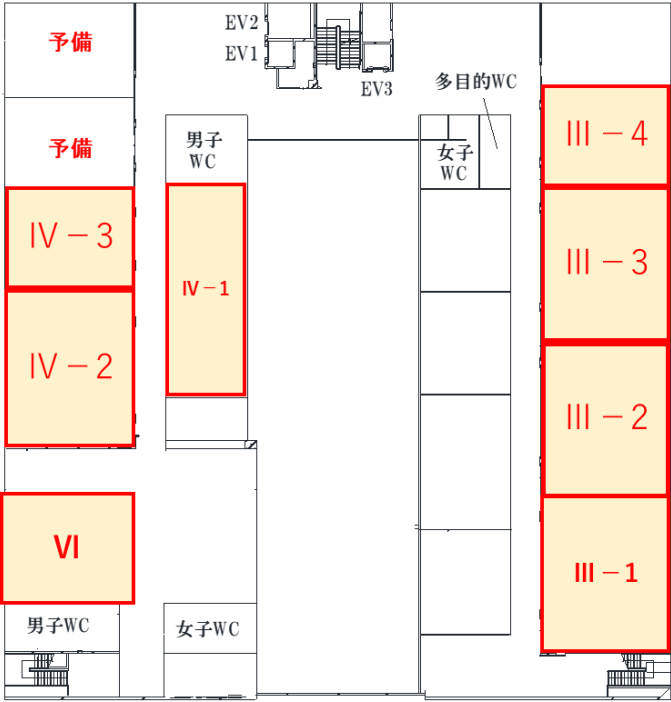 予備
EV2
EV1
EV3
多目的WC
予備
男子
WC
女子
WC
III－4
IV－3
IV－1
III－3
IV－2
III－2
VI
III－1
男子WC
女子WC